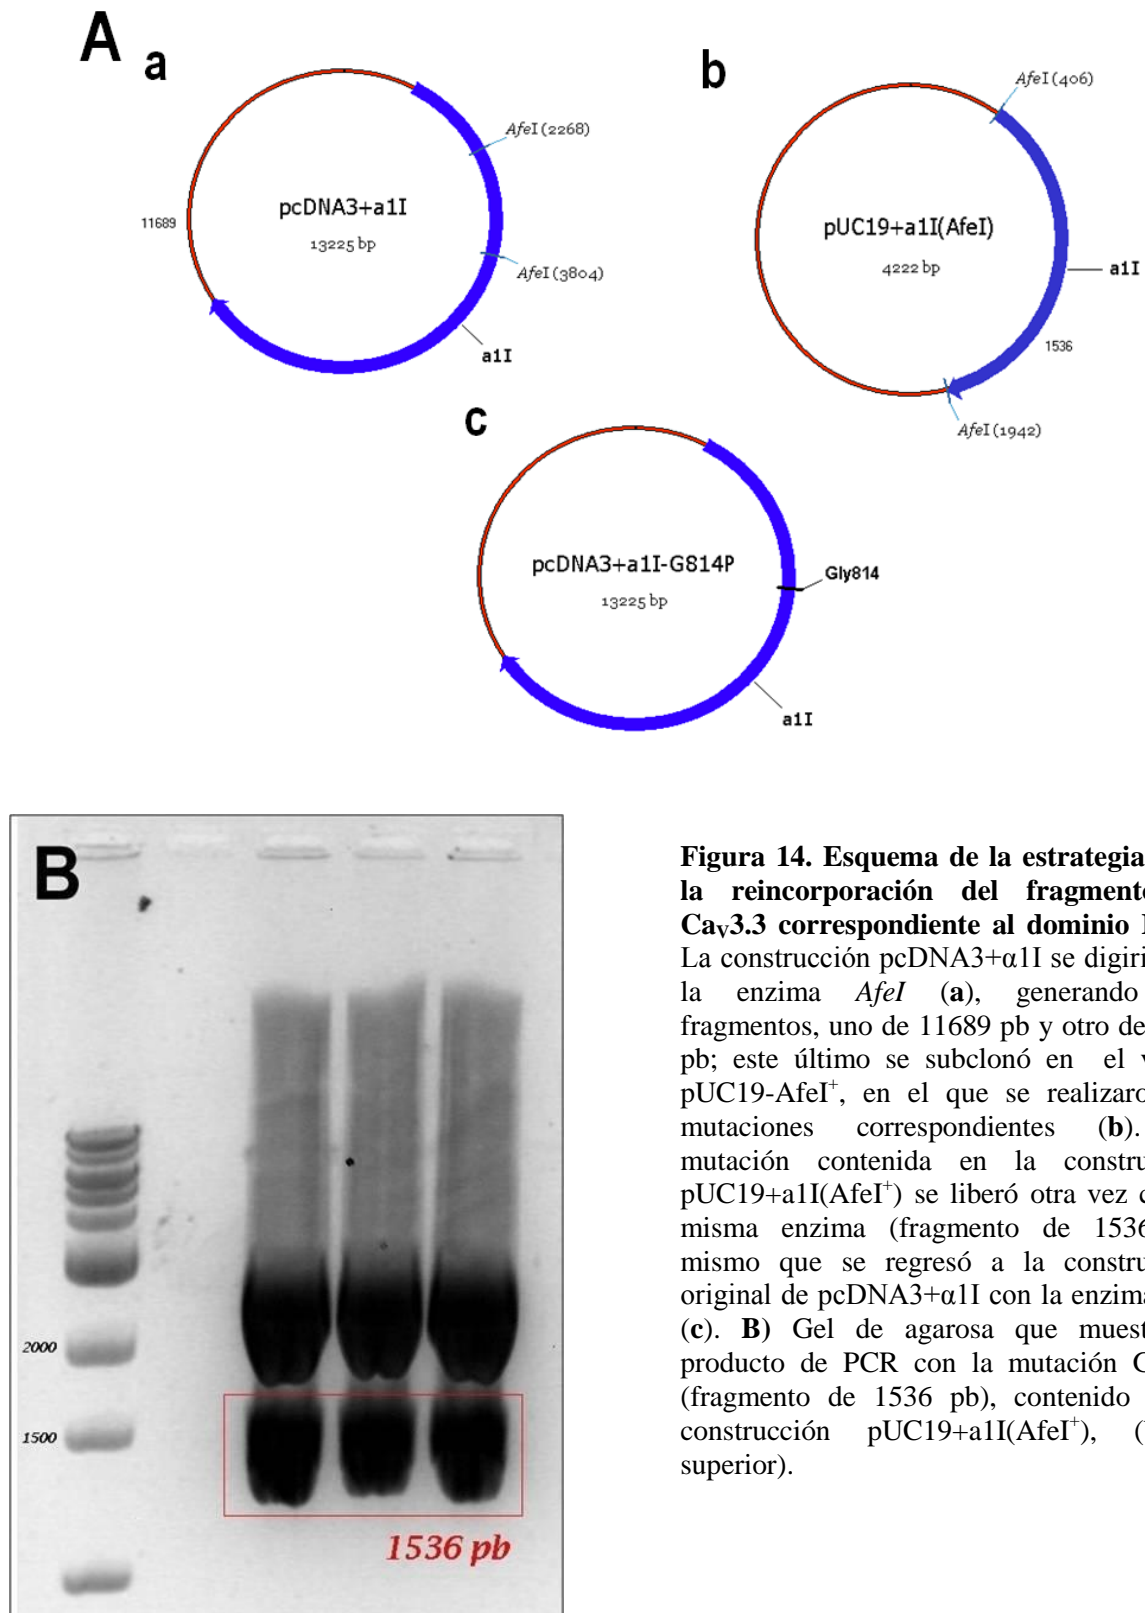 A
a
AfeI (2268)
pcDNA3+a1I
13225 bp
11689
AfeI (3804)
a1I
b
AfeI (406)
pUC19+a1I(AfeI)
4222 bp
a1I
1536
AfeI (1942)
c
pcDNA3+a1I-G814P
13225 bp
Gly814
a1I
B
2000
1500
1536 pb
Figura 14. Esquema de la estrategia
la reincorporación del fragmento
CaV3.3 correspondiente al dominio
La construcción pcDNA3+α1I se digiri
la enzima AfeI (a), generando
fragmentos, uno de 11689 pb y otro de
pb; este último se subclonó en el v
pUC19-AfeI+, en el que se realizaro
mutaciones correspondientes (b).
mutación contenida en la constru
pUC19+a1I(AfeI+) se liberó otra vez c
misma enzima (fragmento de 1536
mismo que se regresó a la constru
original de pcDNA3+α1I con la enzima
(c). B) Gel de agarosa que muest
producto de PCR con la mutación
(fragmento de 1536 pb), contenido
construcción pUC19+a1I(AfeI+), (
superior).